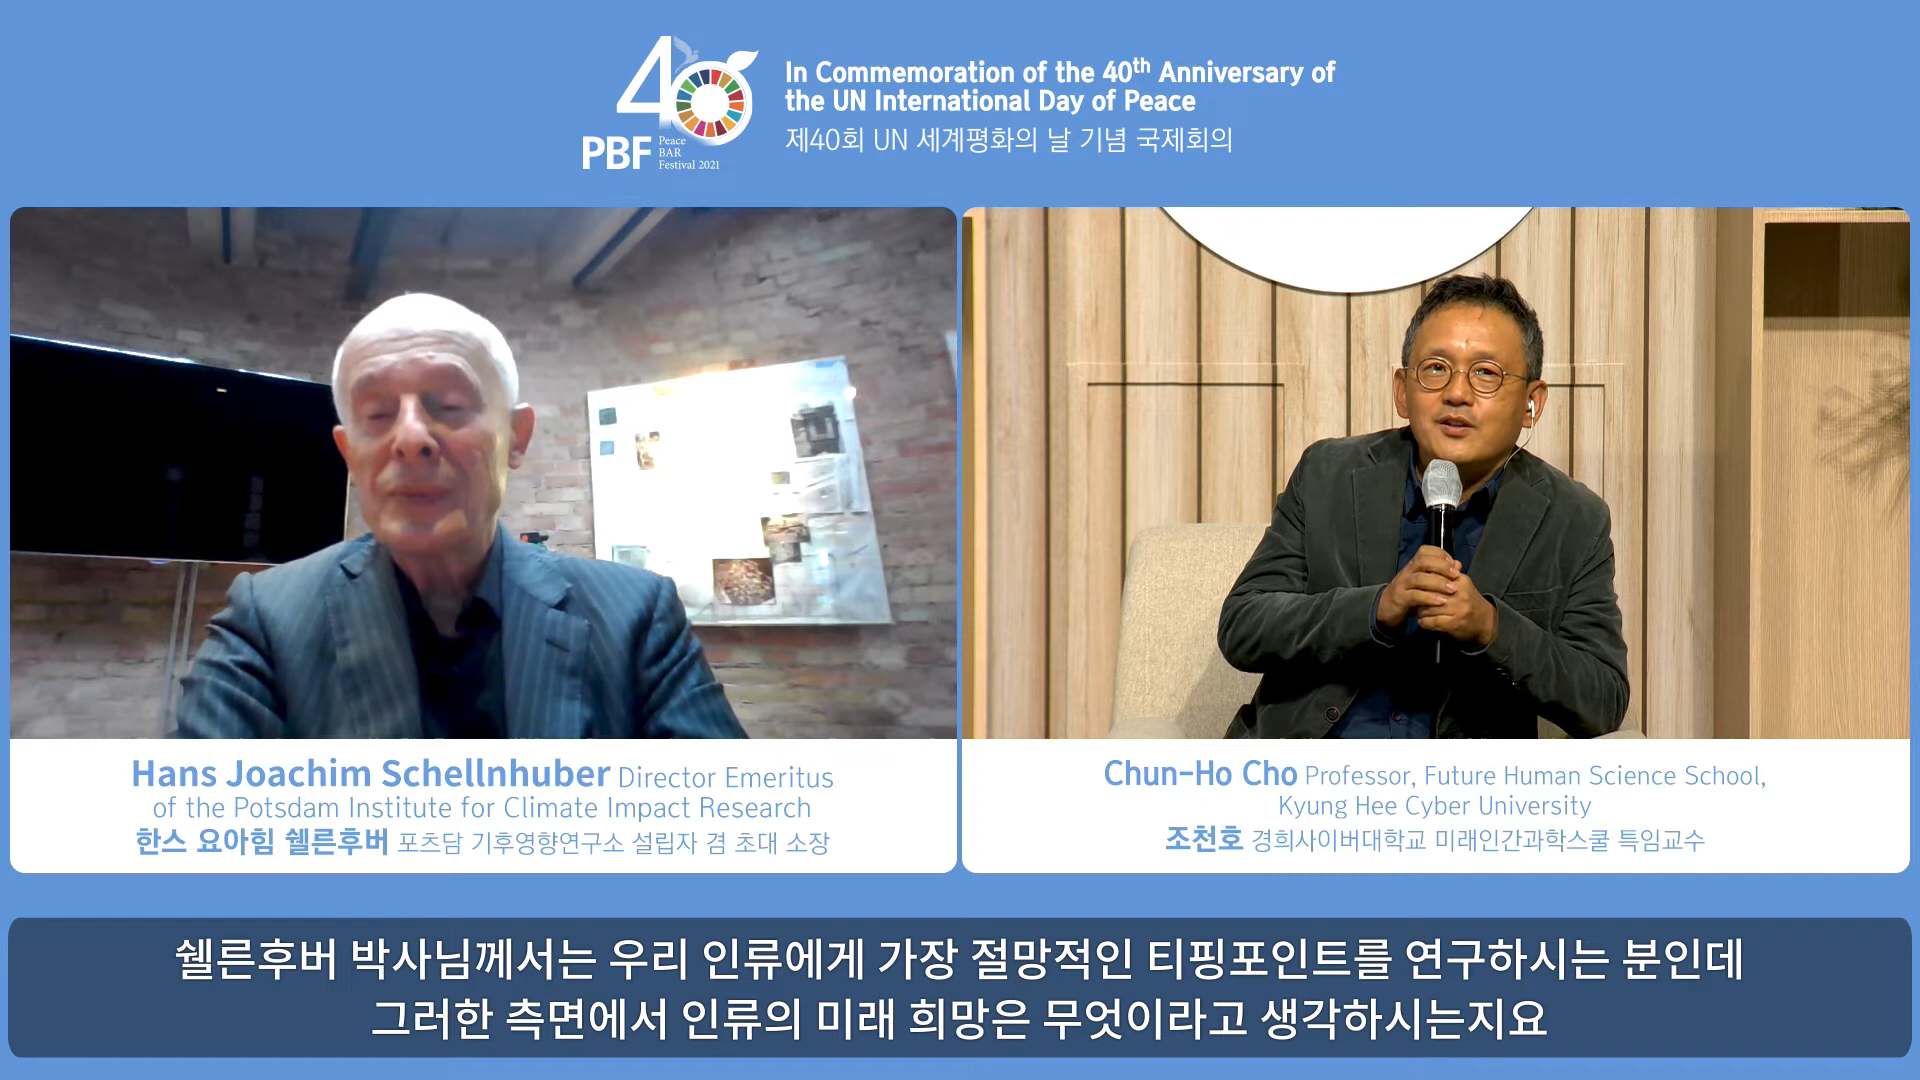 40
PBF
Peace
BAR
Festival 2021
In Commemoration of the 40th Anniversary of
the UN International Day of Peace
제40회 UN 세계평화의 날 기념 국제회의
Hans Joachim Schellnhuber Director Emeritus
of the Potsdam Institute for Climate Impact Research
한스 요아힘 쉘른후버 포츠담 기후영향연구소 설립자 겸 초대 소장
Chun-Ho Cho Professor, Future Human Science School,
Kyung Hee Cyber University
조천호 경희사이버대학교 미래인간과학스쿨 특임교수
쉘른후버 박사님께서는 우리 인류에게 가장 절망적인 티핑포인트를 연구하시는 분인데
그러한 측면에서 인류의 미래 희망은 무엇이라고 생각하시는지요